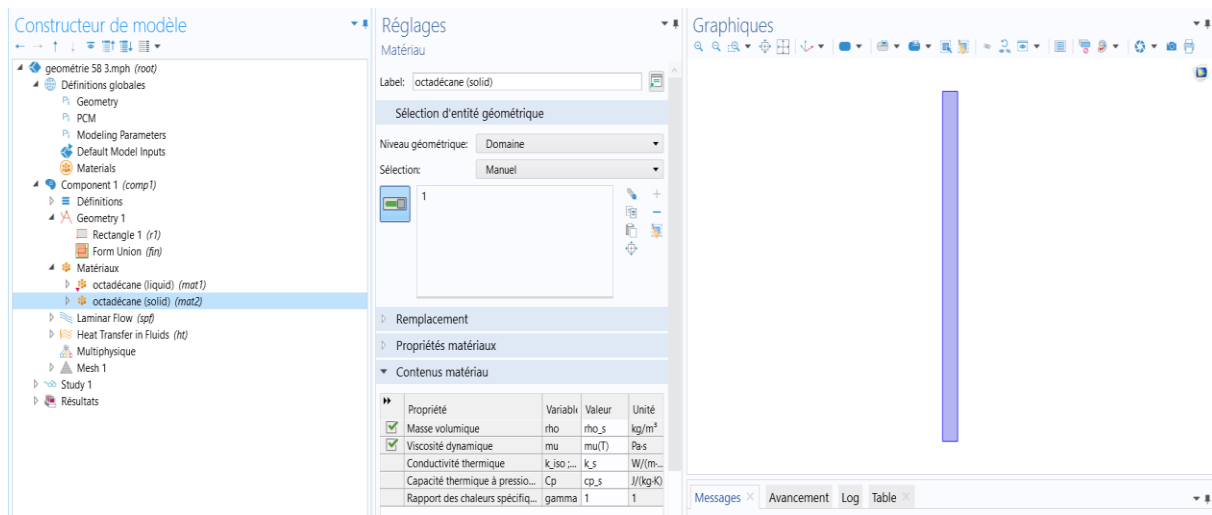 Constructeur de modèle
geométrie 58 3.mph (root)
Définitions globales
Pi Geometry
Pi PCM
Pi Modeling Parameters
Default Model Inputs
Materials
Component 1 (comp1)
Définitions
Geometry 1
Rectangle 1 (r1)
Form Union (fin)
Matériaux
octadécane (liquid) (mat1)
octadécane (solid) (mat2)
Laminar Flow (spf)
Heat Transfer in Fluids (ht)
Multiphysique
Mesh 1
Study 1
Résultats
Réglages
Matériau
Label: octadécane (solid)
Sélection d'entité géométrique
Niveau géométrique: Domaine
Sélection: Manuel
1
Remplacement
Propriétés matériaux
Contenus matériau
Propriété Variable Valeur Unité
Masse volumique rho rho_s kg/m³
Viscosité dynamique mu mu(T) Pa·s
Conductivité thermique k_iso ;... k_s W/(m·...
Capacité thermique à pressio... Cp cp_s J/(kg·K)
Rapport des chaleurs spécifiq... gamma 1 1
Graphiques
Messages Avancement Log Table